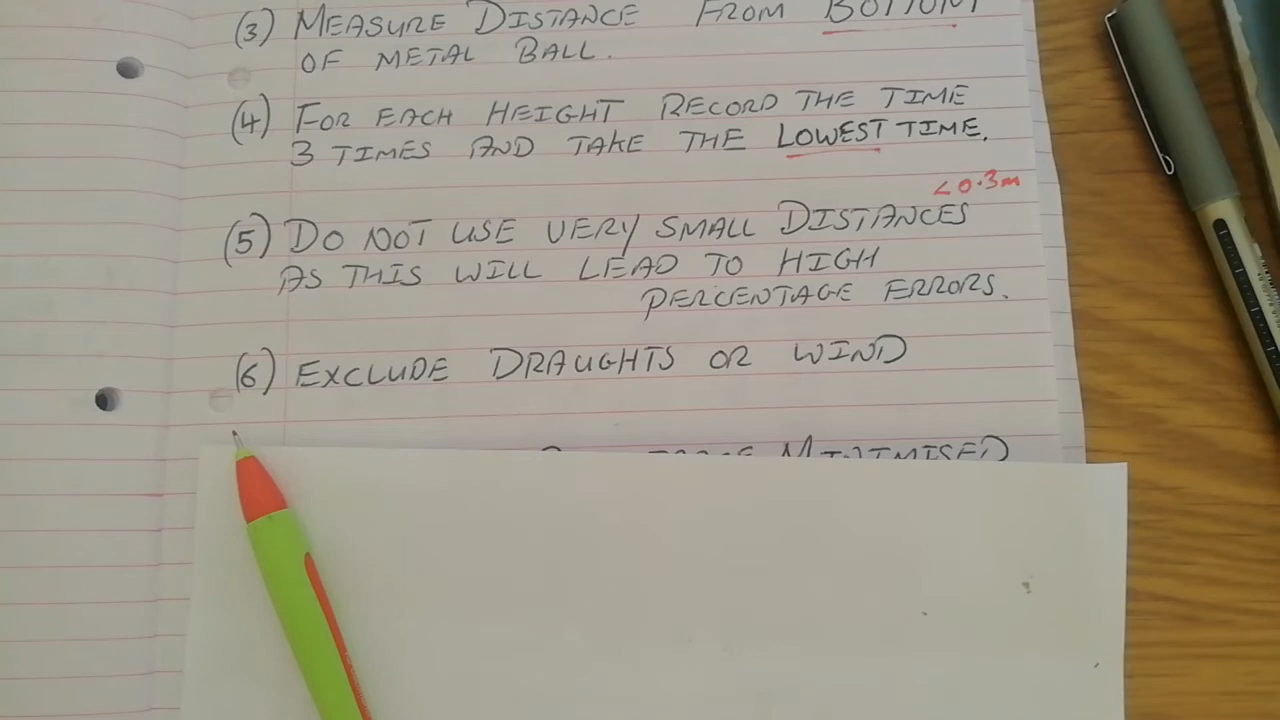 (3) MEASURE DISTANCE FROM BOTTOM
OF METAL BALL.
(4) FOR EACH HEIGHT RECORD THE TIME
3 TIMES AND TAKE THE LOWEST TIME.
<0.3m
(5) DO NOT USE VERY SMALL DISTANCES
AS THIS WILL LEAD TO HIGH
PERCENTAGE ERRORS.
(6) EXCLUDE DRAUGHTS OR WIND
MINIMISED